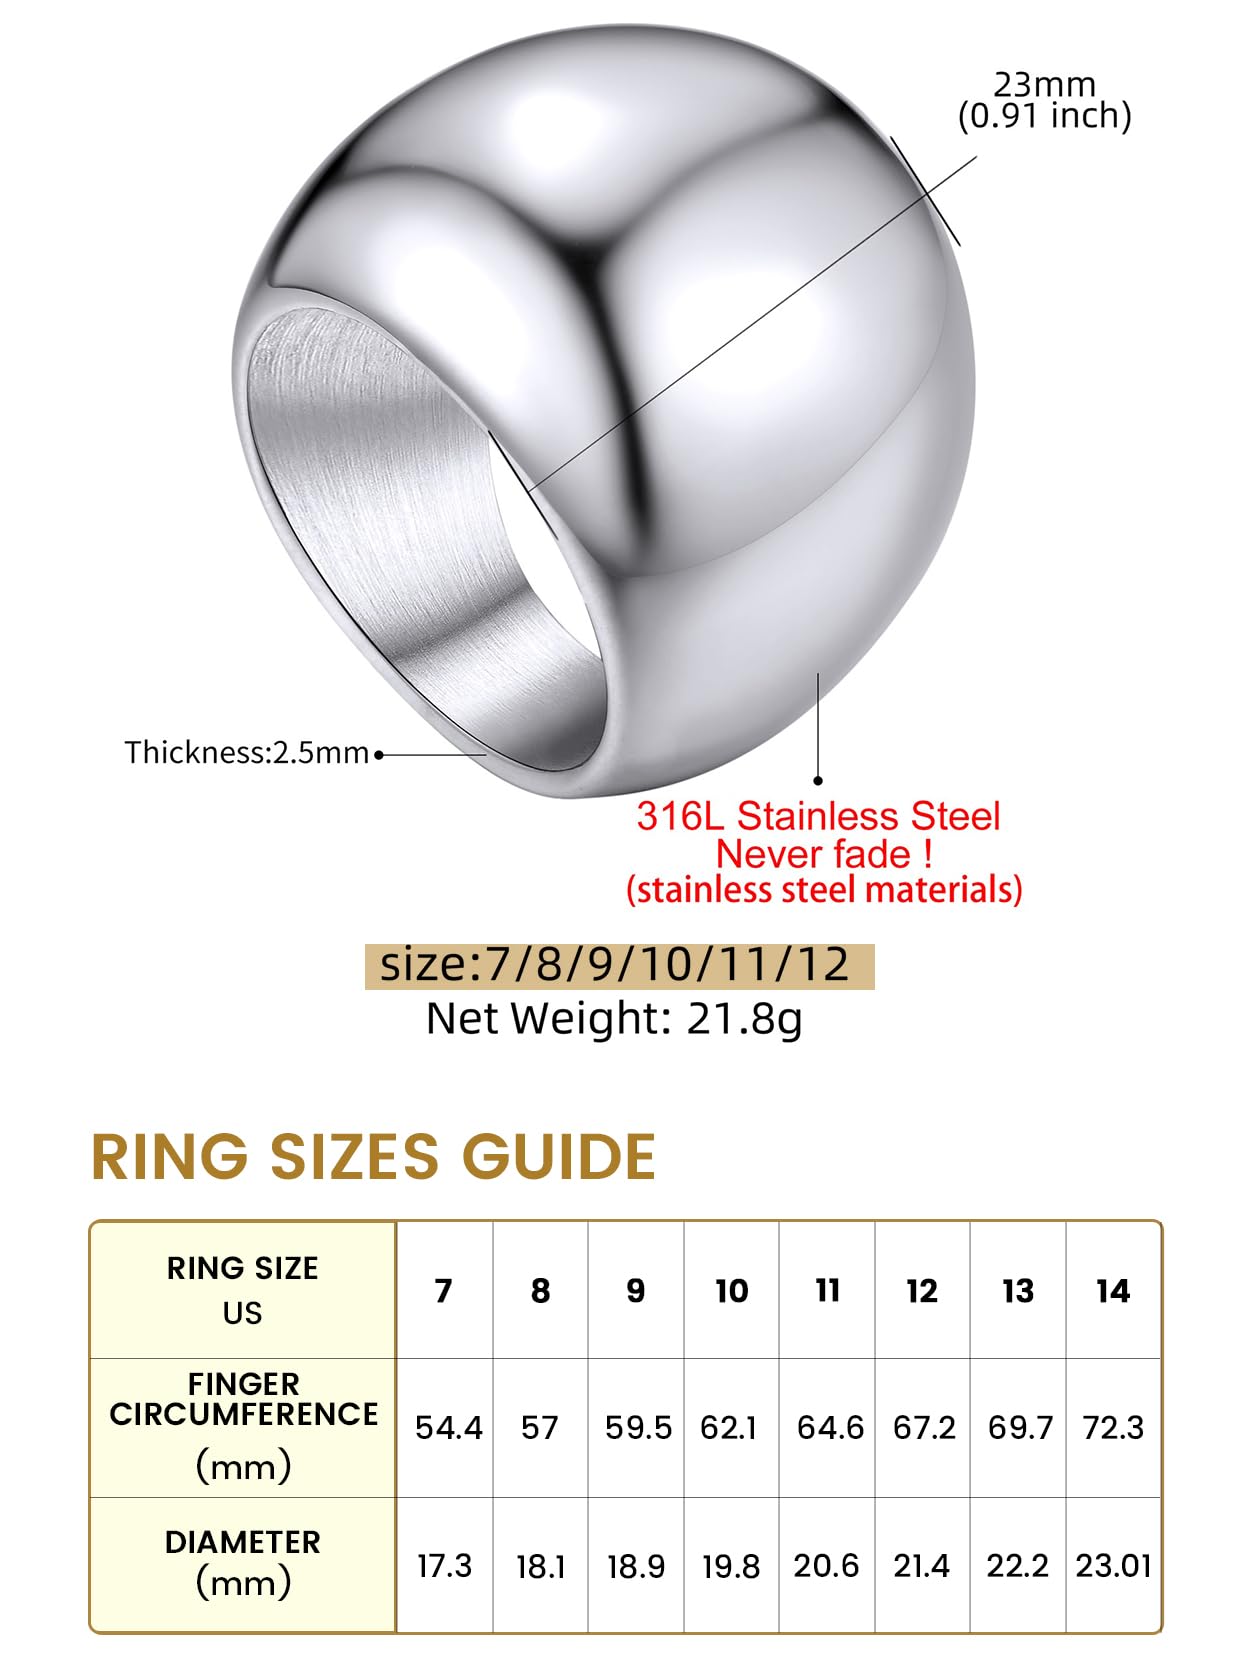 23mm
(0.91 inch)
Thickness:2.5mm
316L Stainless Steel
Never fade !
(stainless steel materials)
size:7/8/9/10/11/12
Net Weight: 21.8g
RING SIZES GUIDE
RING SIZE
US
7 8 9 10 11 12 13 14
FINGER
CIRCUMFERENCE
(mm)
54.4 57 59.5 62.1 64.6 67.2 69.7 72.3
DIAMETER
(mm)
17.3 18.1 18.9 19.8 20.6 21.4 22.2 23.01